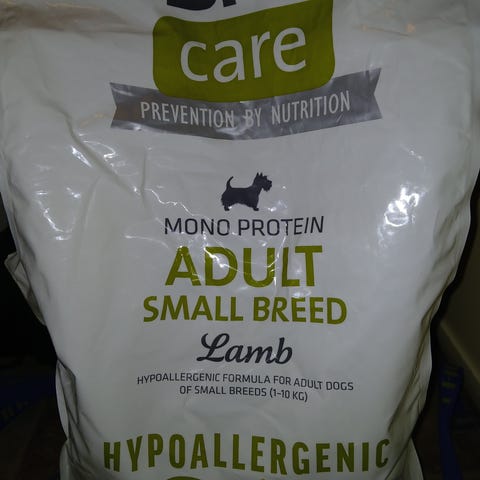 care
PREVENTION BY NUTRITION
MONO PROTEIN
ADULT
SMALL BREED
Lamb
HYPOALLERGENIC FORMULA FOR ADULT DOGS
OF SMALL BREEDS (1-10 KG)
HYPOALLERGENIC